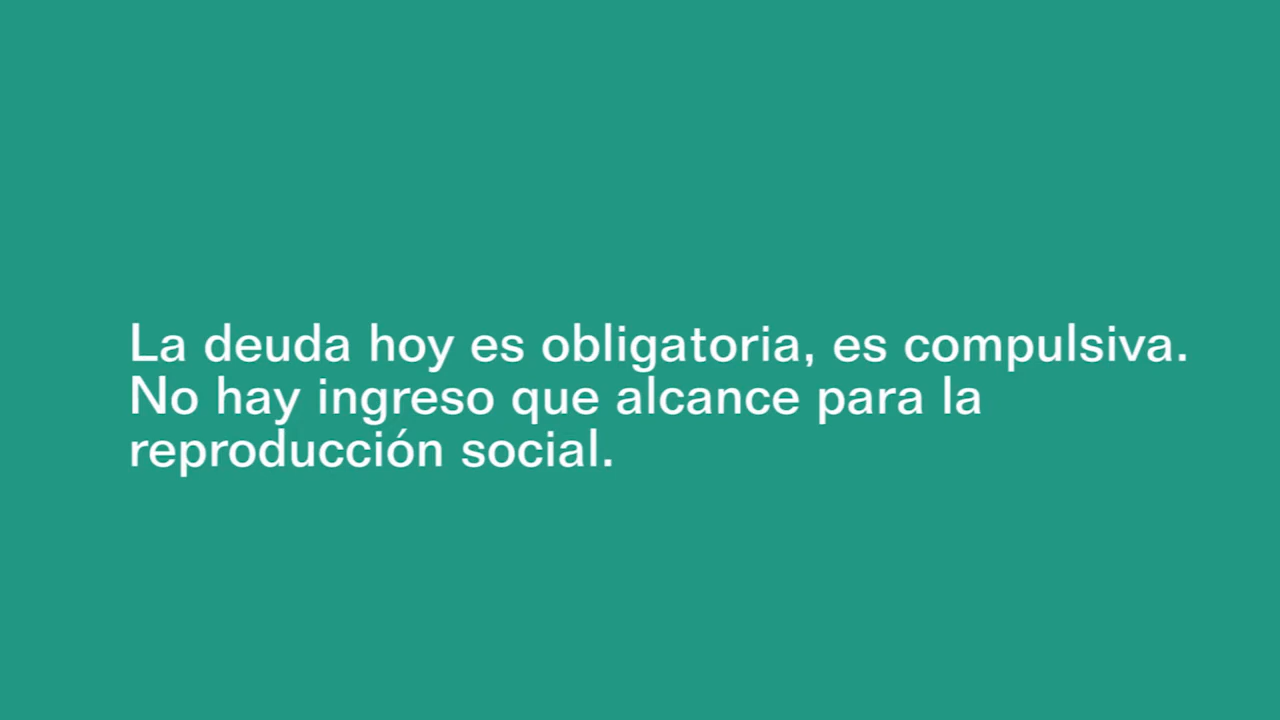 La deuda hoy es obligatoria, es compulsiva.
No hay ingreso que alcance para la
reproducción social.